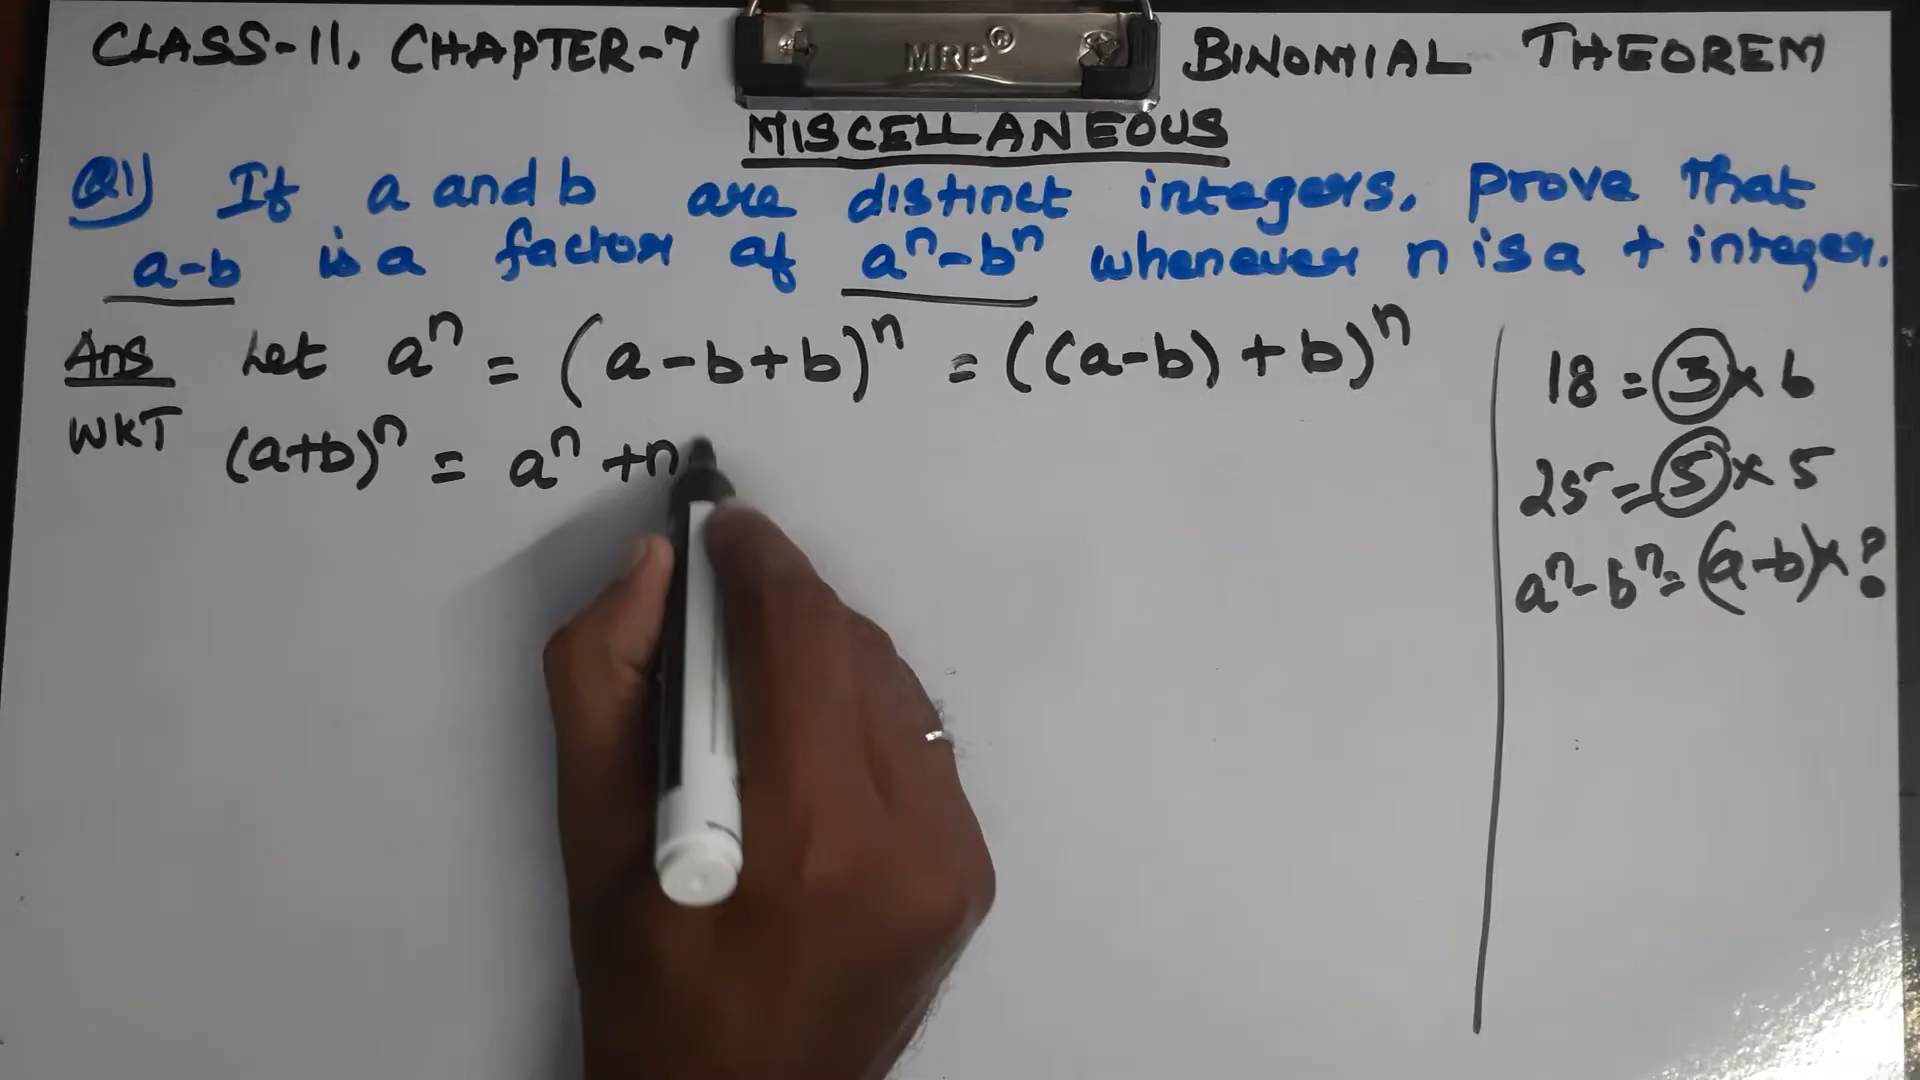 CLASS-11, CHAPTER-7 MRP® BINOMIAL THEOREM
MISCELLANEOUS
Q1) If a and b are distinct integers, prove that
a-b is a factor of aⁿ-bⁿ whenever n is a + integer.
Ans Let aⁿ = (a-b+b)ⁿ = ((a-b)+b)ⁿ
WKT (a+b)ⁿ = aⁿ +n
18 = 3 × 6
25 = 5 × 5
aⁿ-bⁿ = (a-b)× ?